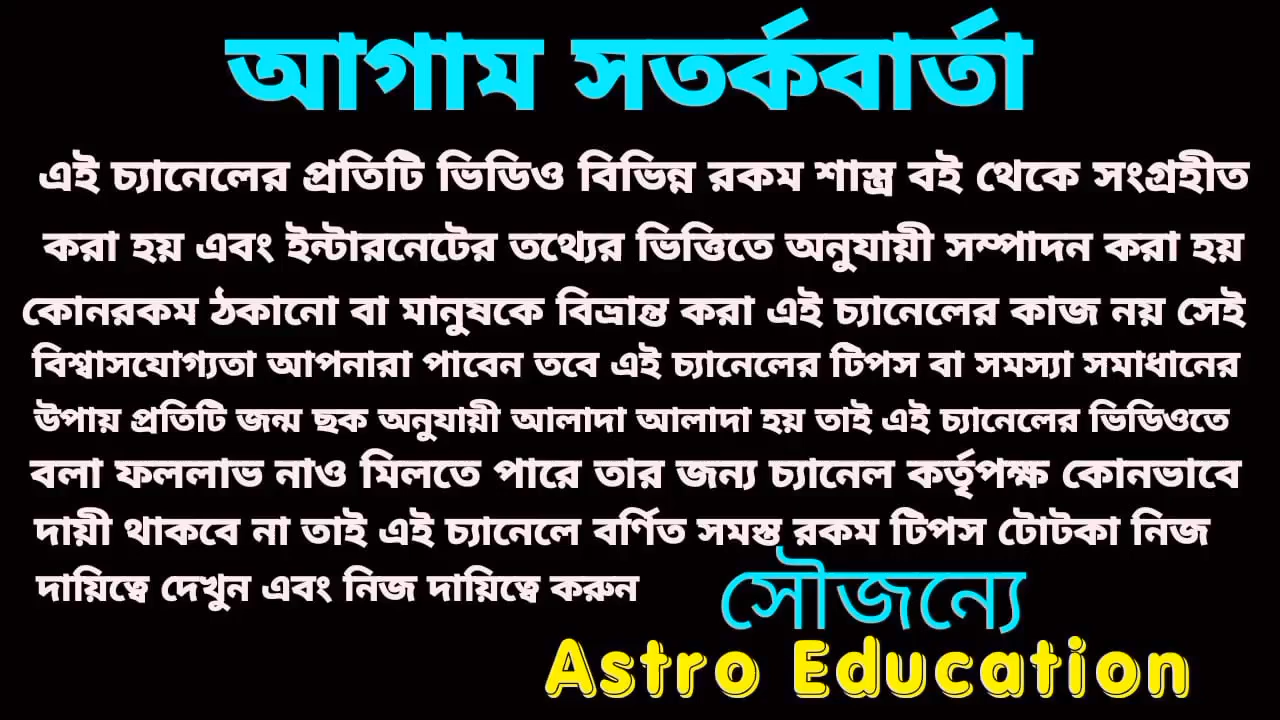 আগাম সতর্কবার্তা
এই চ্যানেলের প্রতিটি ভিডিও বিভিন্ন রকম শাস্ত্র বই থেকে সংগ্রহীত
করা হয় এবং ইন্টারনেটের তথ্যের ভিত্তিতে অনুযায়ী সম্পাদন করা হয়
কোনরকম ঠকানো বা মানুষকে বিভ্রান্ত করা এই চ্যানেলের কাজ নয় সেই
বিশ্বাসযোগ্যতা আপনারা পাবেন তবে এই চ্যানেলের টিপস বা সমস্যা সমাধানের
উপায় প্রতিটি জন্ম ছক অনুযায়ী আলাদা আলাদা হয় তাই এই চ্যানেলের ভিডিওতে
বলা ফললাভ নাও মিলতে পারে তার জন্য চ্যানেল কর্তৃপক্ষ কোনভাবে
দায়ী থাকবে না তাই এই চ্যানেলে বর্ণিত সমস্ত রকম টিপস টোটকা নিজ
দায়িত্বে দেখুন এবং নিজ দায়িত্বে করুন
সৌজন্যে
Astro Education